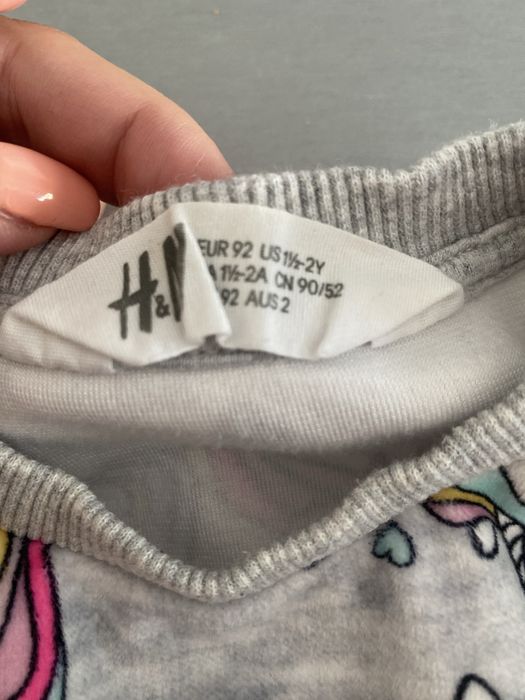 H&M
EUR 92 US 1½-2Y
A 1½-2A CN 90/52
92 AUS 2